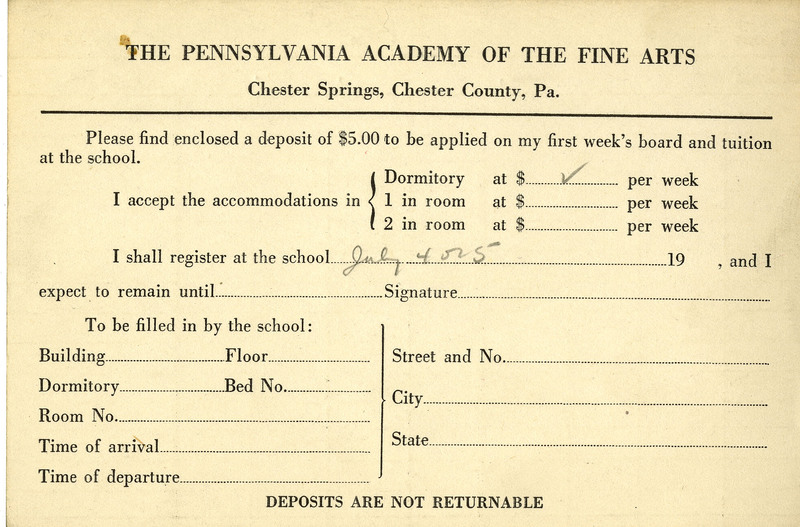 THE PENNSYLVANIA ACADEMY OF THE FINE ARTS
Chester Springs, Chester County, Pa.
Please find enclosed a deposit of $5.00 to be applied on my first week's board and tuition
at the school.
I accept the accommodations in { Dormitory at $ ✓ per week
1 in room at $ per week
2 in room at $ per week
I shall register at the school July 4 or 5 19 , and I
expect to remain until Signature
To be filled in by the school:
Building Floor
Dormitory Bed No.
Room No.
Time of arrival
Time of departure
Street and No.
City
State
DEPOSITS ARE NOT RETURNABLE